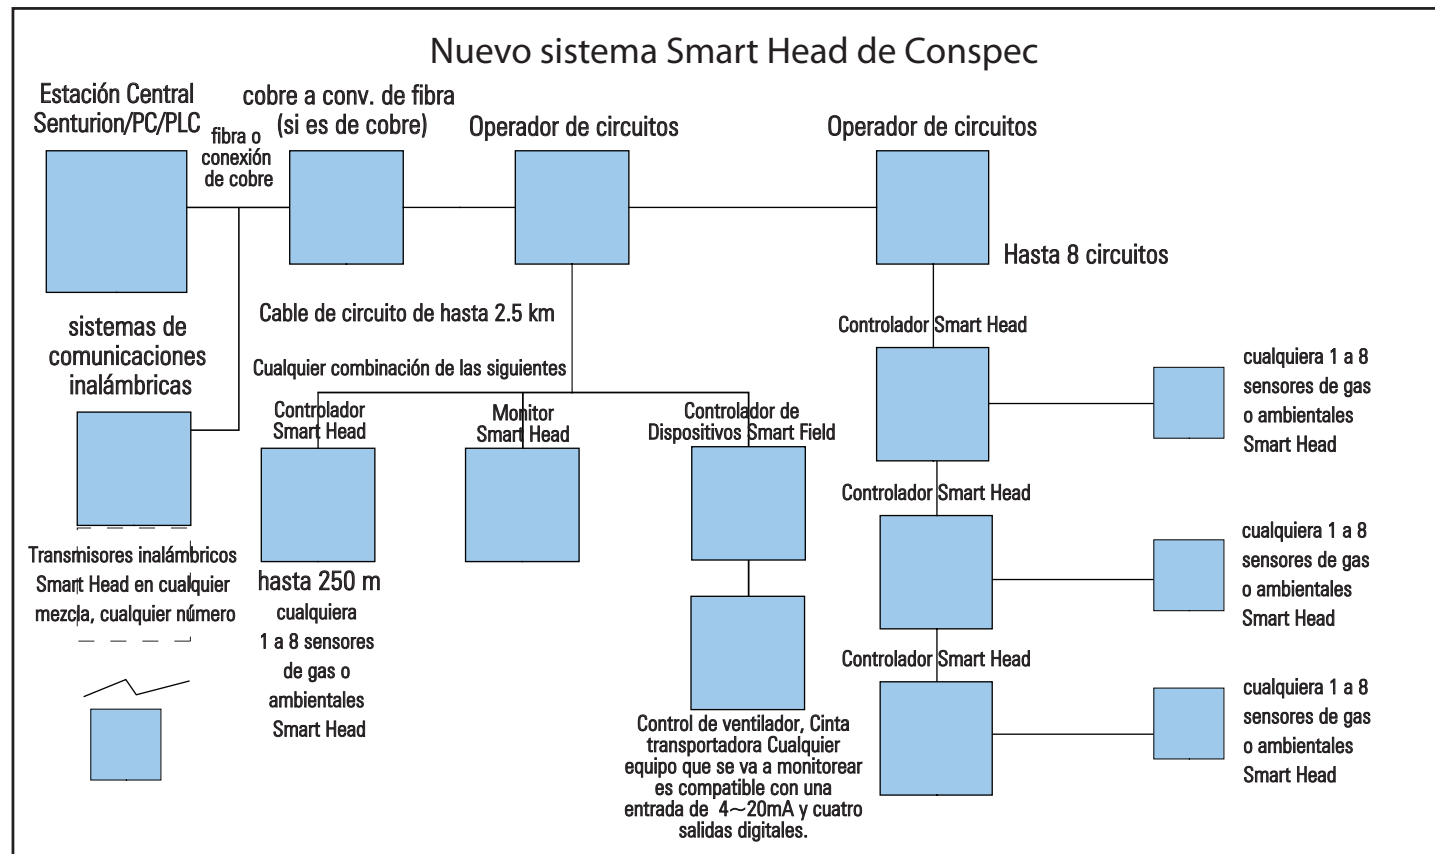 Nuevo sistema Smart Head de Conspec
Estación Central
Senturion/PC/PLC
fibra o
conexión
de cobre
cobre a conv. de fibra
(si es de cobre)
Operador de circuitos
Operador de circuitos
Hasta 8 circuitos
sistemas de
comunicaciones
inalámbricas
Cable de circuito de hasta 2.5 km
Cualquier combinación de las siguientes
Controlador
Smart Head
Monitor
Smart Head
Controlador de
Dispositivos Smart Field
Controlador Smart Head
cualquiera 1 a 8
sensores de gas
o ambientales
Smart Head
Controlador Smart Head
cualquiera 1 a 8
sensores de gas
o ambientales
Smart Head
Controlador Smart Head
cualquiera 1 a 8
sensores de gas
o ambientales
Smart Head
Transmisores inalámbricos
Smart Head en cualquier
mezcla, cualquier número
hasta 250 m
cualquiera
1 a 8 sensores
de gas o
ambientales
Smart Head
Control de ventilador, Cinta
transportadora Cualquier
equipo que se va a monitorear
es compatible con una
entrada de 4~20mA y cuatro
salidas digitales.